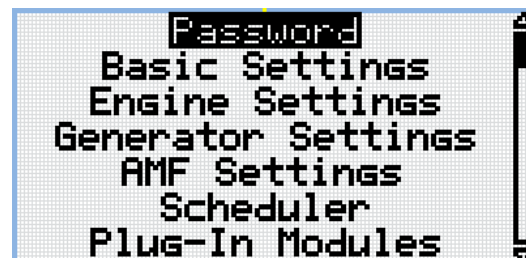 Password
Basic Settings
Engine Settings
Generator Settings
AMF Settings
Scheduler
Plug-In Modules